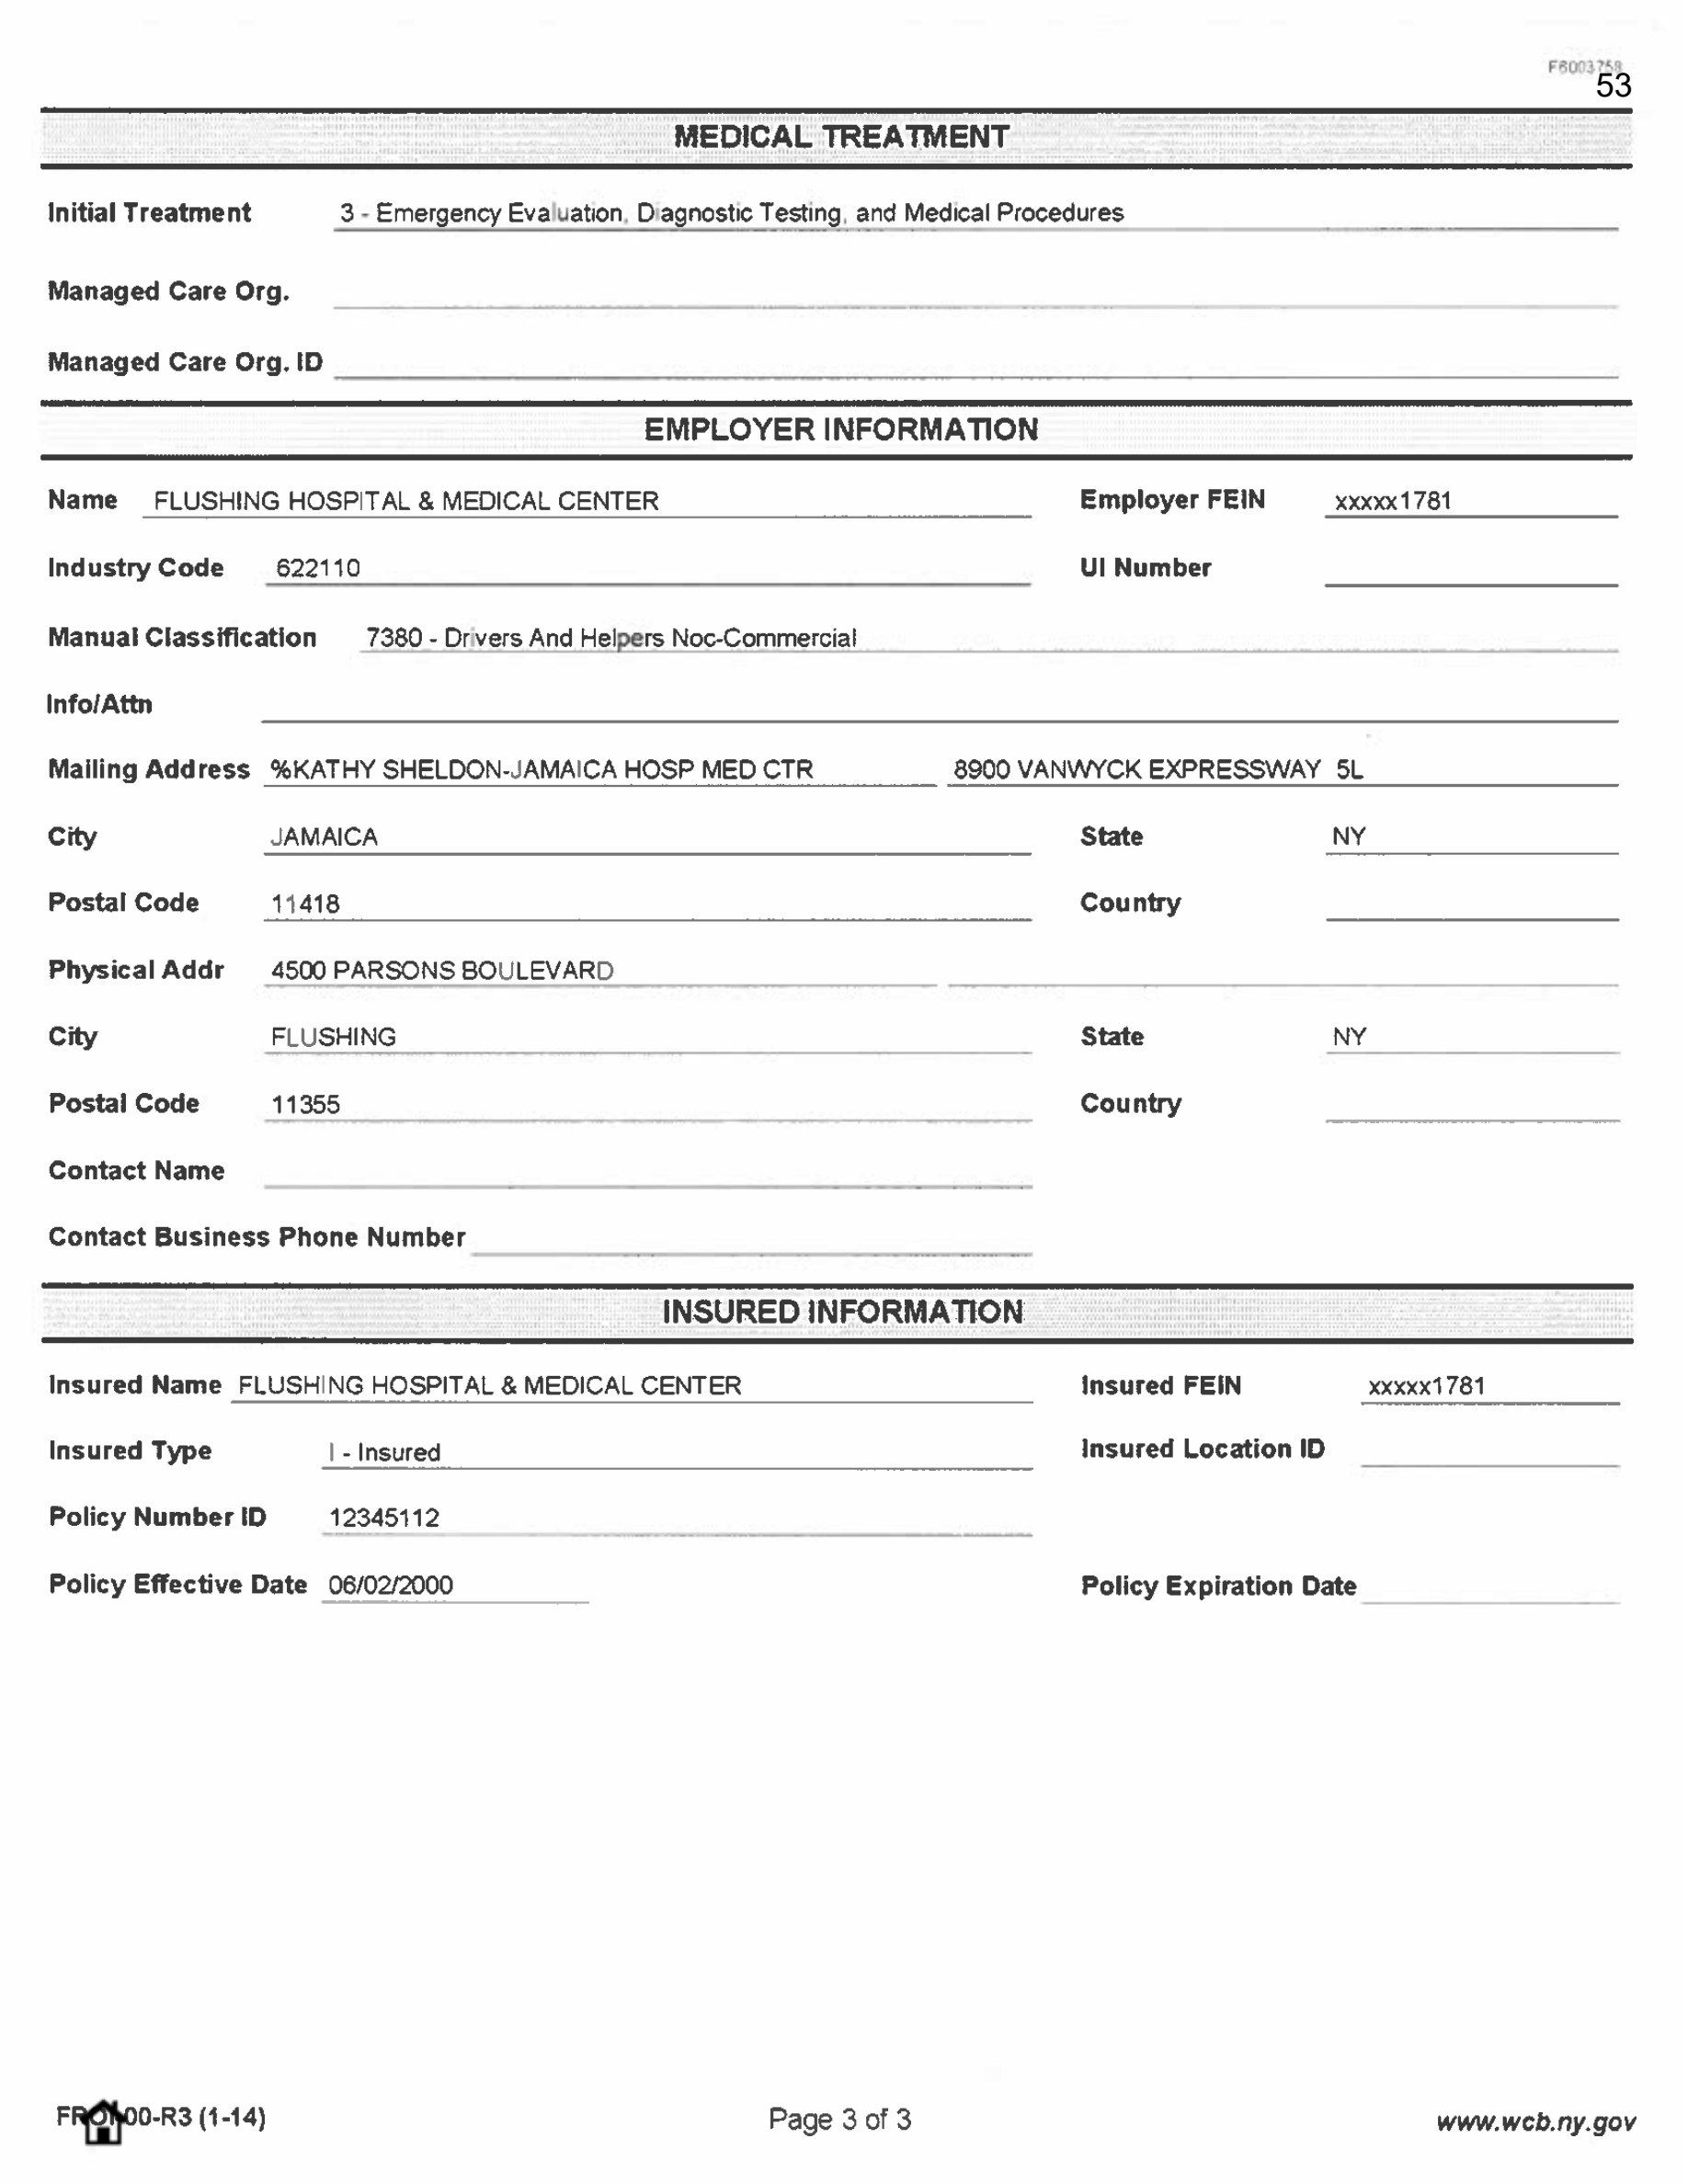 F6003758
53
MEDICAL TREATMENT
Initial Treatment 3 - Emergency Evaluation, Diagnostic Testing, and Medical Procedures
Managed Care Org.
Managed Care Org. ID
EMPLOYER INFORMATION
Name FLUSHING HOSPITAL & MEDICAL CENTER Employer FEIN xxxxx1781
Industry Code 622110 UI Number
Manual Classification 7380 - Drivers And Helpers Noc-Commercial
Info/Attn
Mailing Address %KATHY SHELDON-JAMAICA HOSP MED CTR 8900 VANWYCK EXPRESSWAY 5L
City JAMAICA State NY
Postal Code 11418 Country
Physical Addr 4500 PARSONS BOULEVARD
City FLUSHING State NY
Postal Code 11355 Country
Contact Name
Contact Business Phone Number
INSURED INFORMATION
Insured Name FLUSHING HOSPITAL & MEDICAL CENTER Insured FEIN xxxxx1781
Insured Type I - Insured Insured Location ID
Policy Number ID 12345112
Policy Effective Date 06/02/2000 Policy Expiration Date
00-R3 (1-14) Page 3 of 3 www.wcb.ny.gov